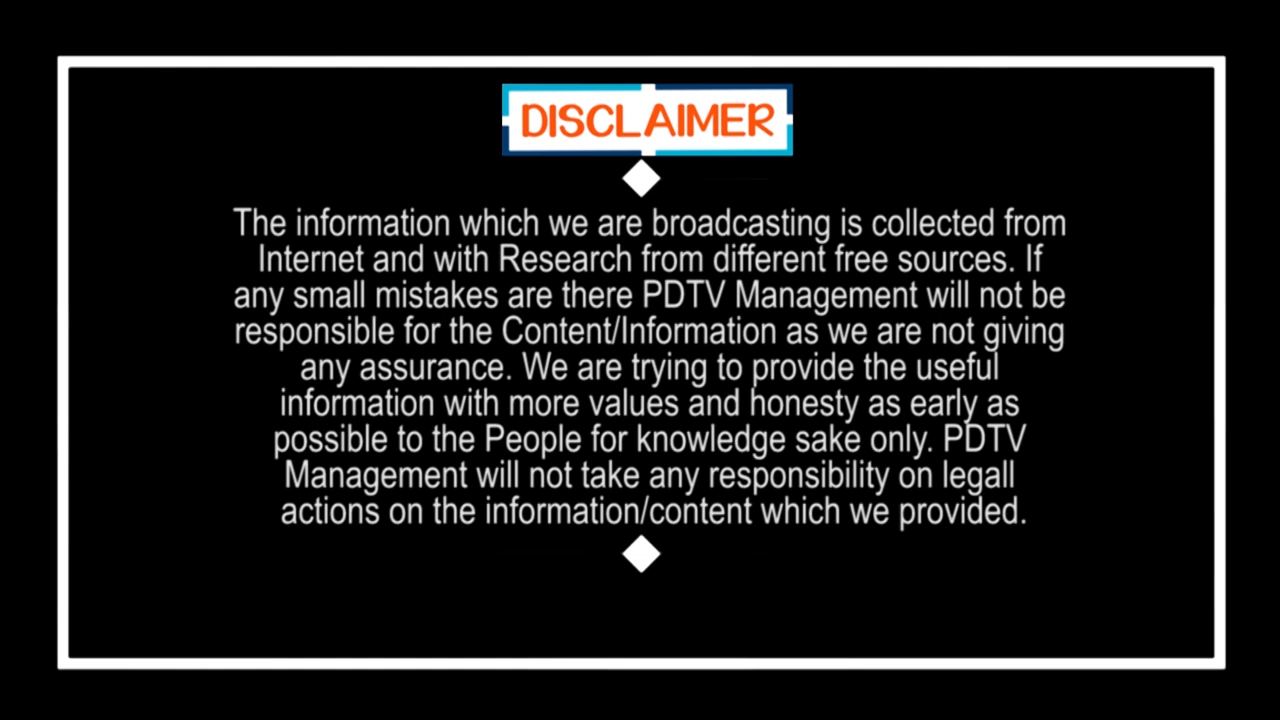 DISCLAIMER
The information which we are broadcasting is collected from
Internet and with Research from different free sources. If
any small mistakes are there PDTV Management will not be
responsible for the Content/Information as we are not giving
any assurance. We are trying to provide the useful
information with more values and honesty as early as
possible to the People for knowledge sake only. PDTV
Management will not take any responsibility on legall
actions on the information/content which we provided.